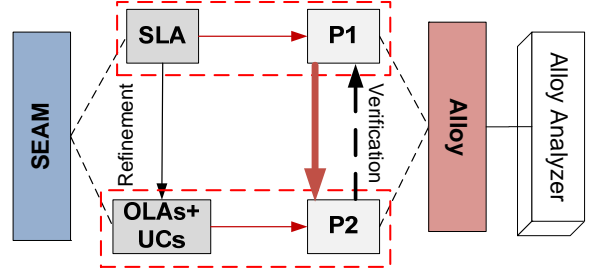 SEAM
SLA
P1
Refinement
Verification
OLAs+
UCs
P2
Alloy
Alloy Analyzer